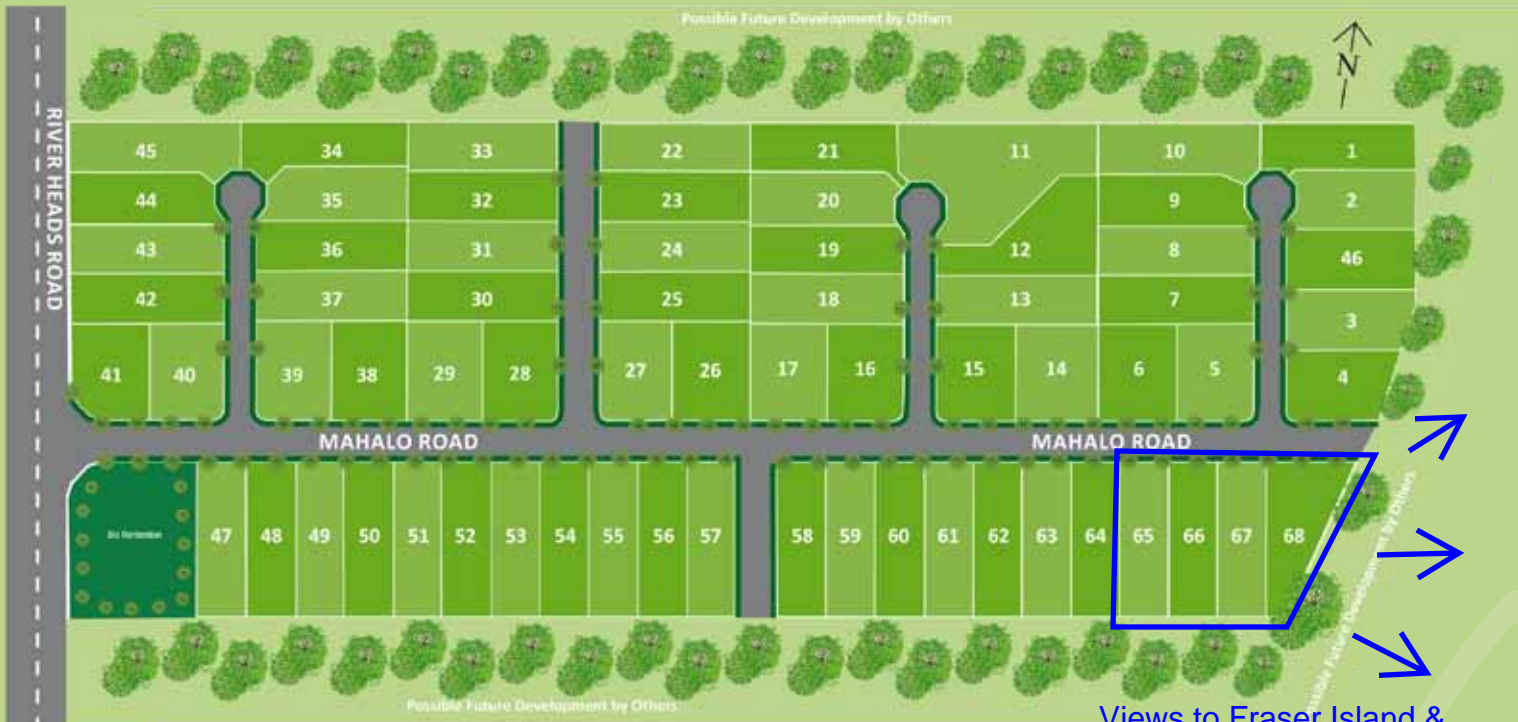 Possible Future Development by Others
N
RIVER HEADS ROAD
45 34 33 22 21 11 10 1
44 35 32 23 20 9 2
43 36 31 24 19 12 8 46
42 37 30 25 18 13 7 3
41 40 39 38 29 28 27 26 17 16 15 14 6 5 4
MAHALO ROAD MAHALO ROAD
47 48 49 50 51 52 53 54 55 56 57 58 59 60 61 62 63 64 65 66 67 68
Possible Future Development by Others
Possible Future Development by Others
Views to Fraser Island &